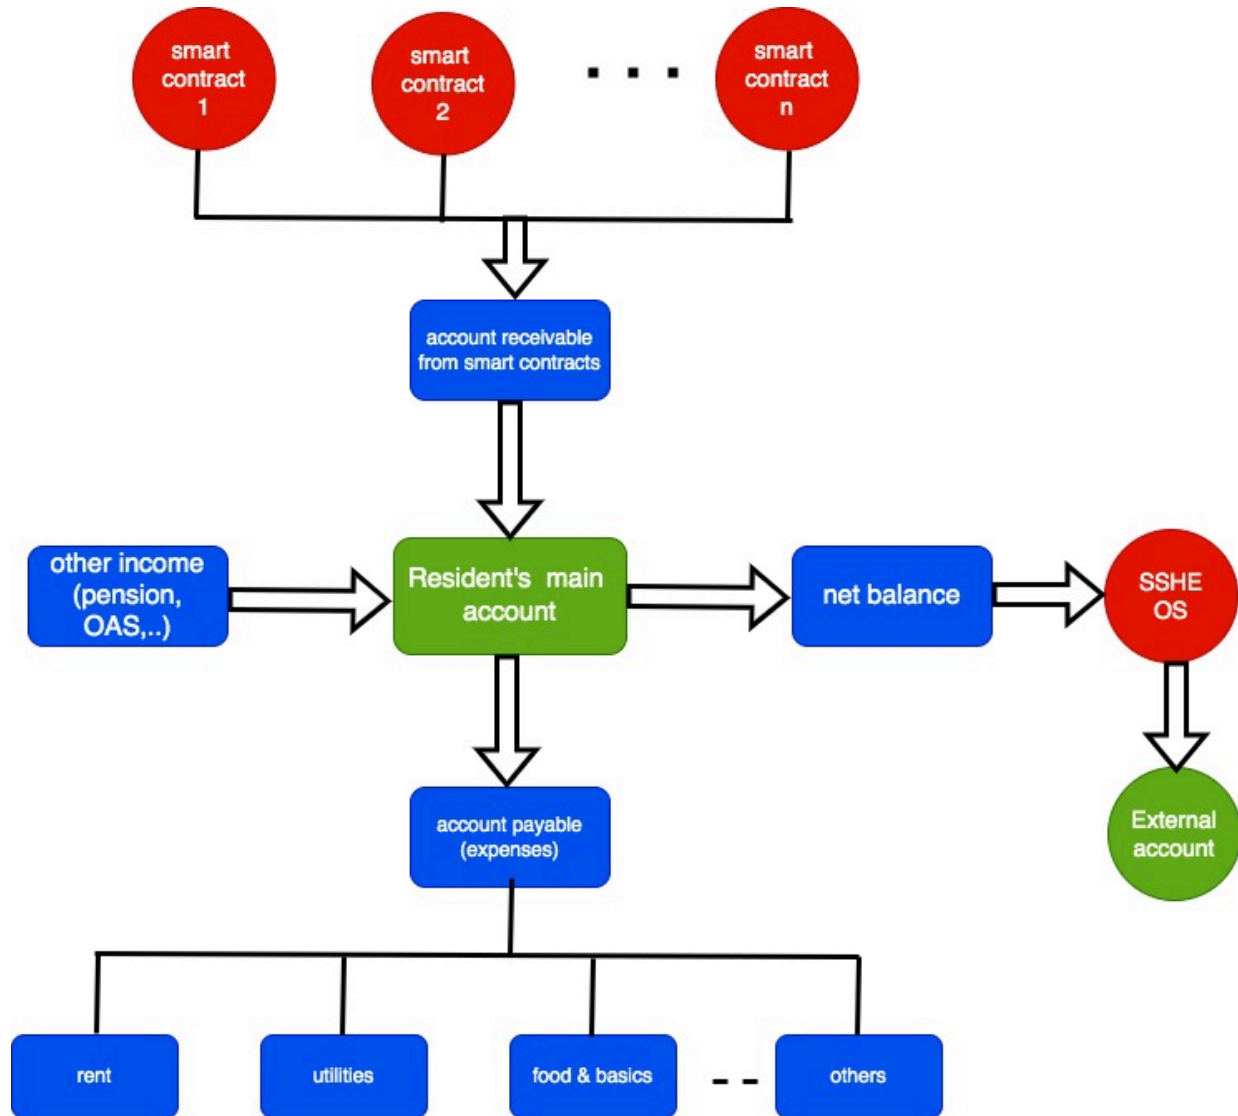 smart
contract
1
smart
contract
2
smart
contract
n
account receivable
from smart contracts
other income
(pension,
OAS,..)
Resident's main
account
net balance
SSHE
OS
account payable
(expenses)
External
account
rent
utilities
food & basics
others